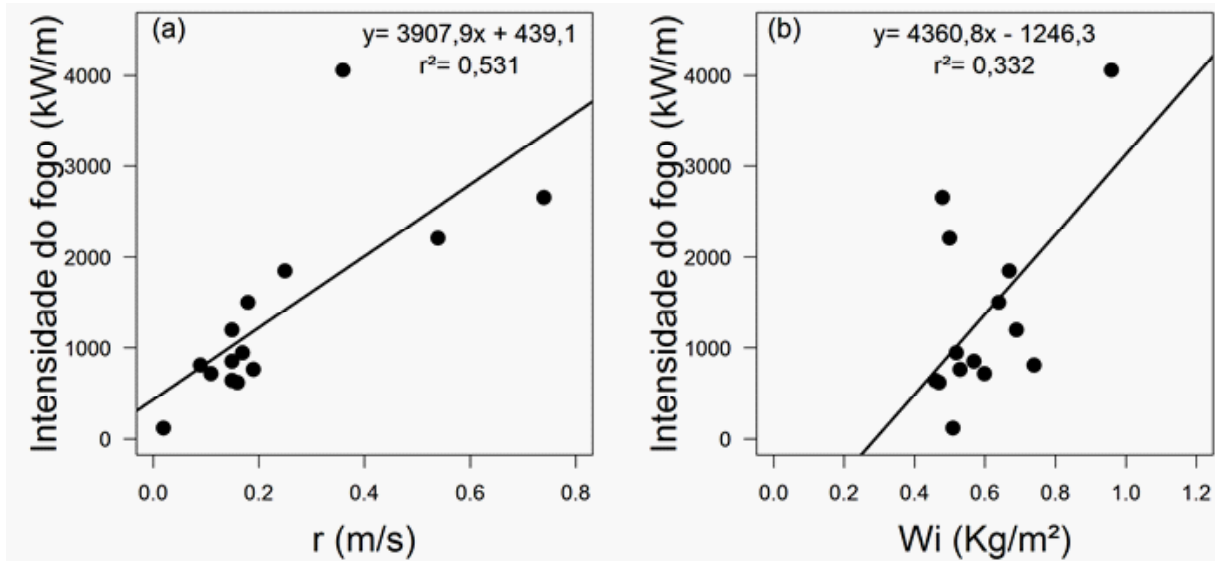 (a)
y= 3907,9x + 439,1
r²= 0,531
Intensidade do fogo (kW/m)
4000
3000
2000
1000
0
0.0 0.2 0.4 0.6 0.8
r (m/s)
(b)
y= 4360,8x - 1246,3
r²= 0,332
Intensidade do fogo (kW/m)
4000
3000
2000
1000
0
0.0 0.2 0.4 0.6 0.8 1.0 1.2
Wi (Kg/m²)